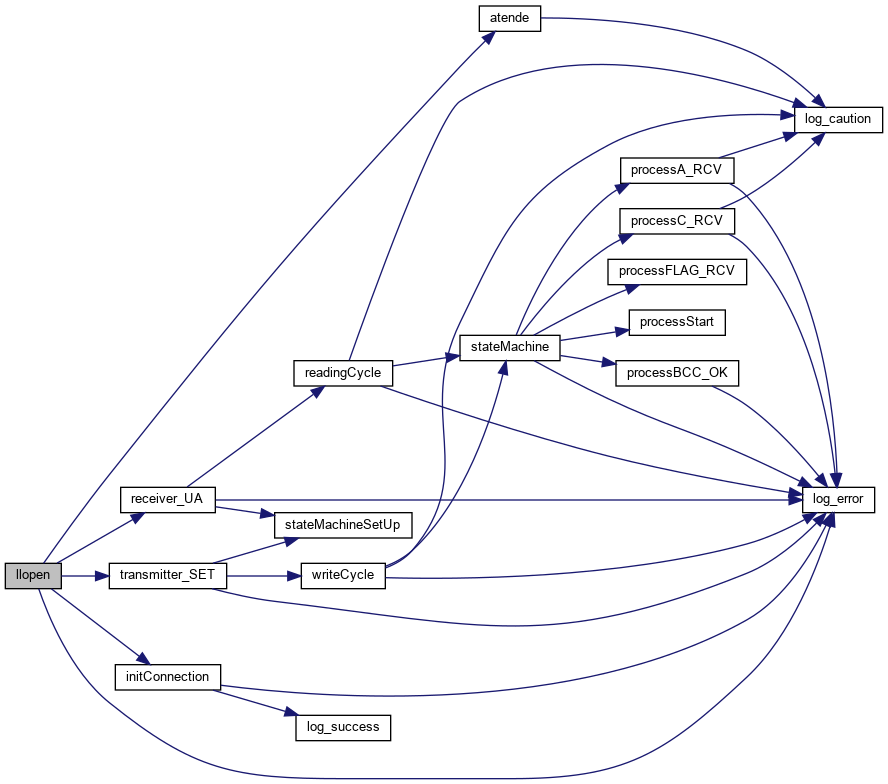 atende
log_caution
processA_RCV
processC_RCV
processFLAG_RCV
processStart
stateMachine
readingCycle
processBCC_OK
receiver_UA
log_error
stateMachineSetUp
llopen
transmitter_SET
writeCycle
initConnection
log_success